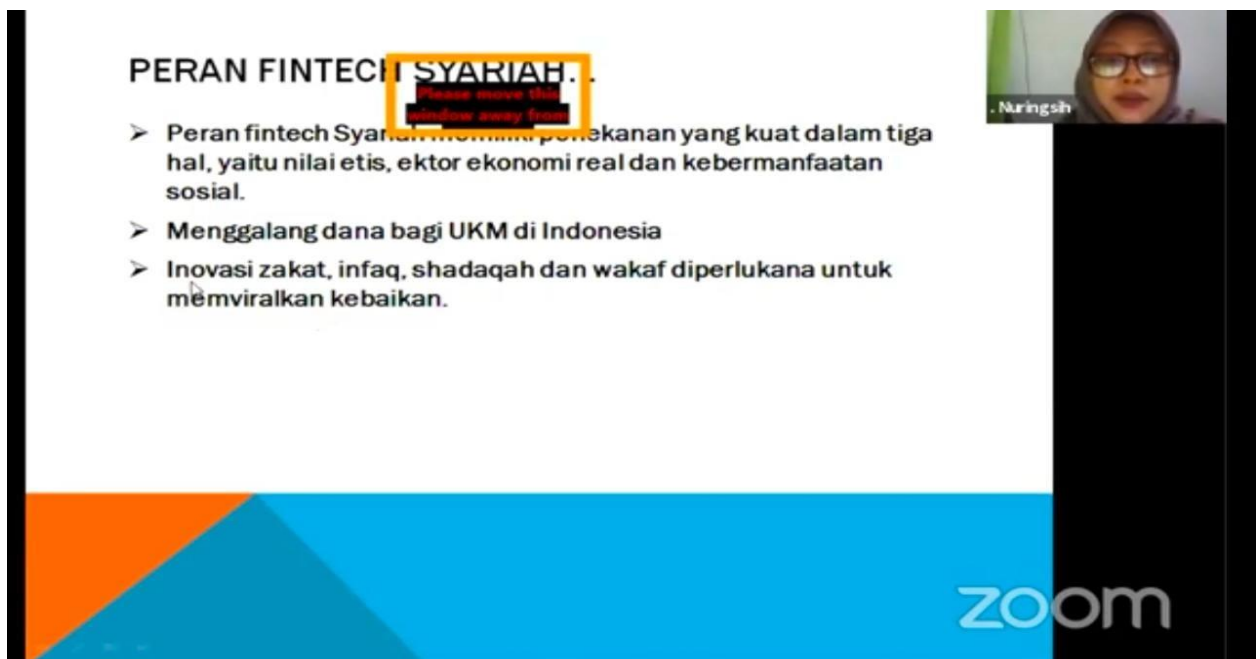 PERAN FINTECH SYARIAH. .
Please move this
window away from
➢ Peran fintech Syariah memiliki penekanan yang kuat dalam tiga
hal, yaitu nilai etis, ektor ekonomi real dan kebermanfaatan
sosial.
➢ Menggalang dana bagi UKM di Indonesia
➢ Inovasi zakat, infaq, shadaqah dan wakaf diperlukana untuk
memviralkan kebaikan.
. Nuringsih
zoom